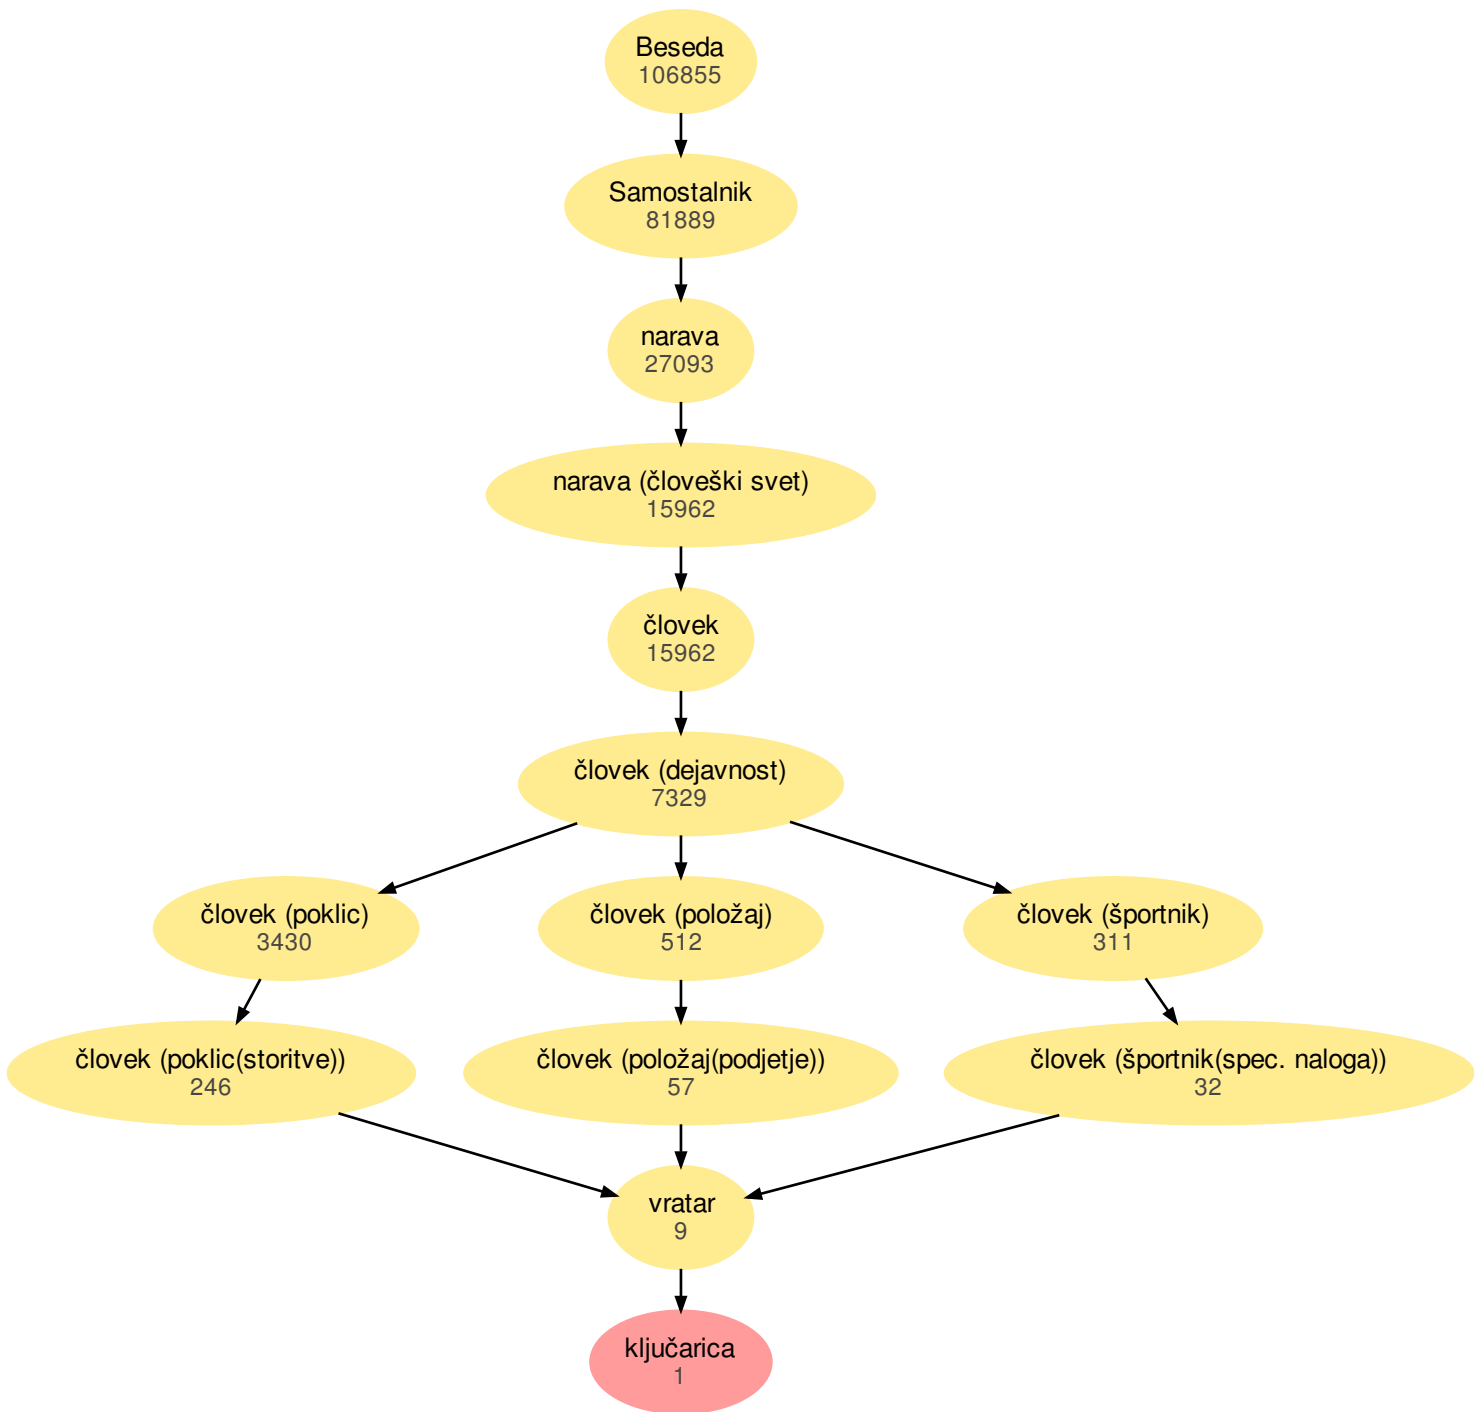 Beseda
106855
Samostalnik
81889
narava
27093
narava (človeški svet)
15962
človek
15962
človek (dejavnost)
7329
človek (poklic)
3430
človek (položaj)
512
človek (športnik)
311
človek (poklic(storitve))
246
človek (položaj(podjetje))
57
človek (športnik(spec. naloga))
32
vratar
9
ključarica
1